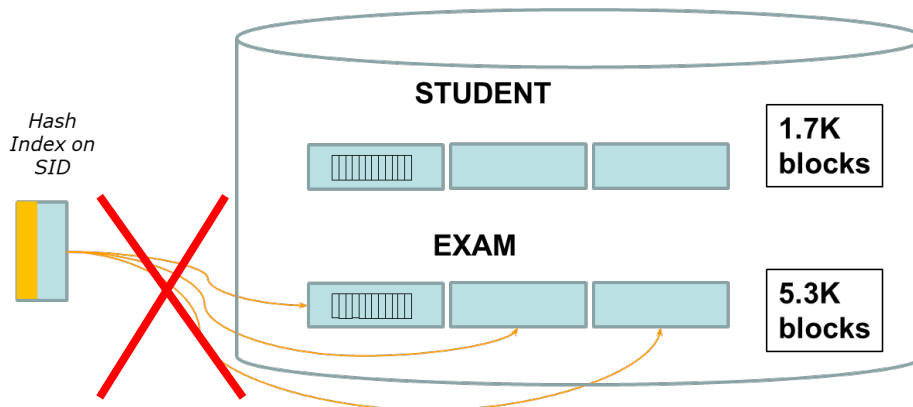 STUDENT
1.7K
blocks
Hash
Index on
SID
EXAM
5.3K
blocks